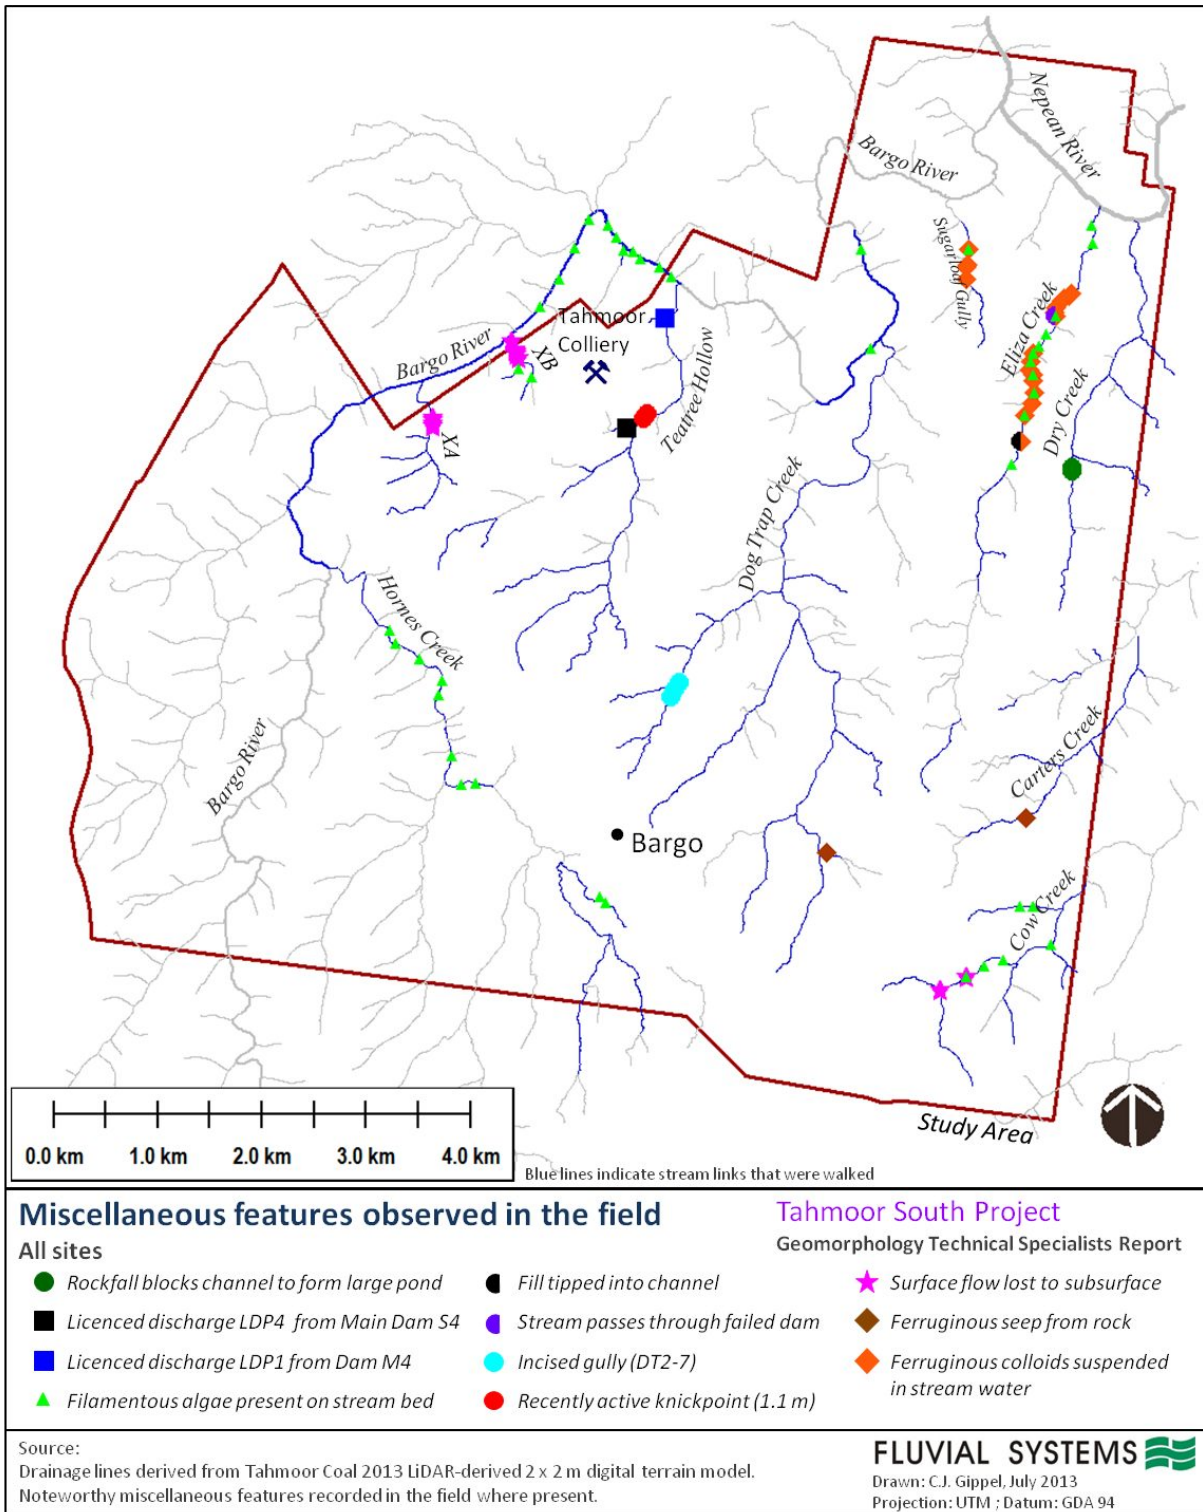 Nepean River
Bargo River
Sugarloaf Gully
Eliza Creek
Tahmoor
Colliery
Bargo River
XB
Teatree Hollow
Dry Creek
XA
Dog Trap Creek
Hornes Creek
Bargo River
Carters Creek
Bargo
Cow Creek
Study Area
0.0 km 1.0 km 2.0 km 3.0 km 4.0 km
Blue lines indicate stream links that were walked
Miscellaneous features observed in the field
All sites
Tahmoor South Project
Geomorphology Technical Specialists Report
Rockfall blocks channel to form large pond
Licenced discharge LDP4 from Main Dam S4
Licenced discharge LDP1 from Dam M4
Filamentous algae present on stream bed
Fill tipped into channel
Stream passes through failed dam
Incised gully (DT2-7)
Recently active knickpoint (1.1 m)
Surface flow lost to subsurface
Ferruginous seep from rock
Ferruginous colloids suspended
in stream water
Source:
Drainage lines derived from Tahmoor Coal 2013 LiDAR-derived 2 x 2 m digital terrain model.
Noteworthy miscellaneous features recorded in the field where present.
FLUVIAL SYSTEMS
Drawn: C.J. Gippel, July 2013
Projection: UTM ; Datum: GDA 94